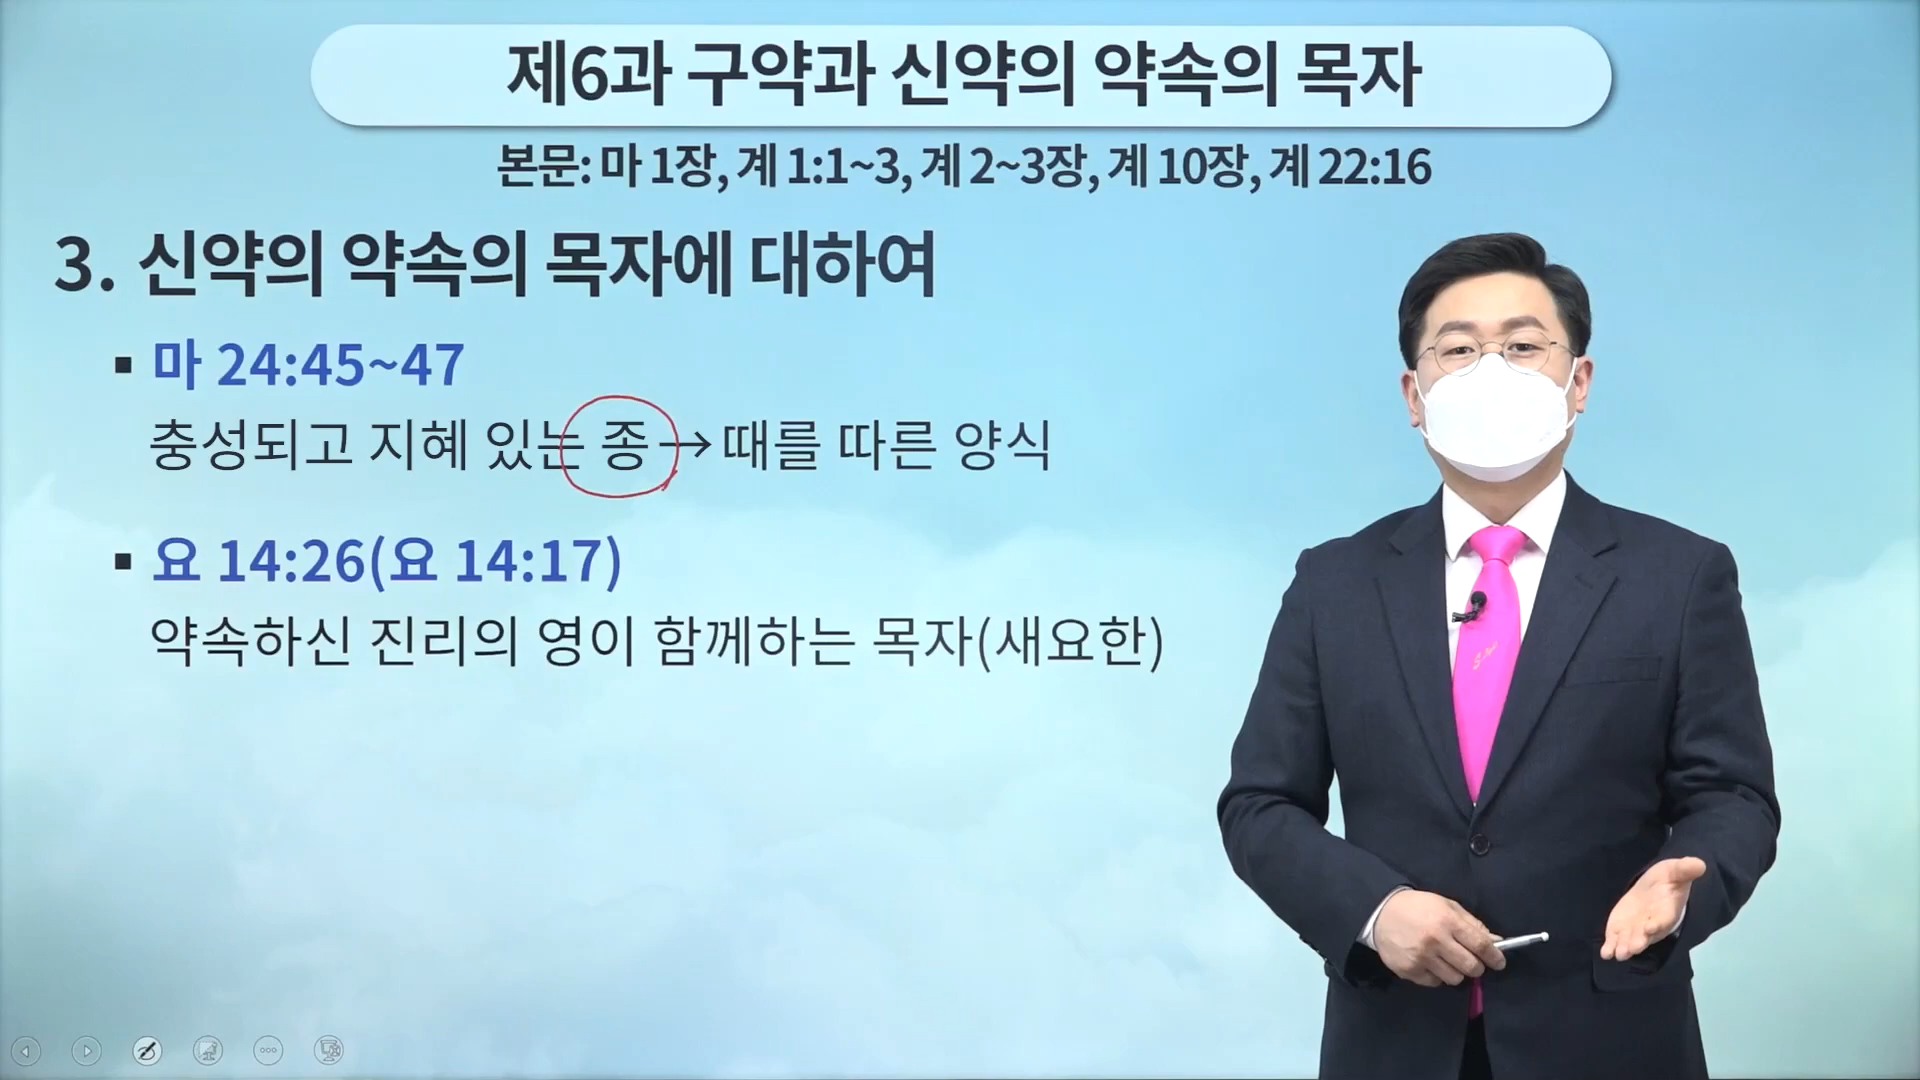 제6과 구약과 신약의 약속의 목자
본문: 마 1장, 계 1:1~3, 계 2~3장, 계 10장, 계 22:16
3. 신약의 약속의 목자에 대하여
▪ 마 24:45~47
충성되고 지혜 있는 종→때를 따른 양식
▪ 요 14:26(요 14:17)
약속하신 진리의 영이 함께하는 목자(새요한)